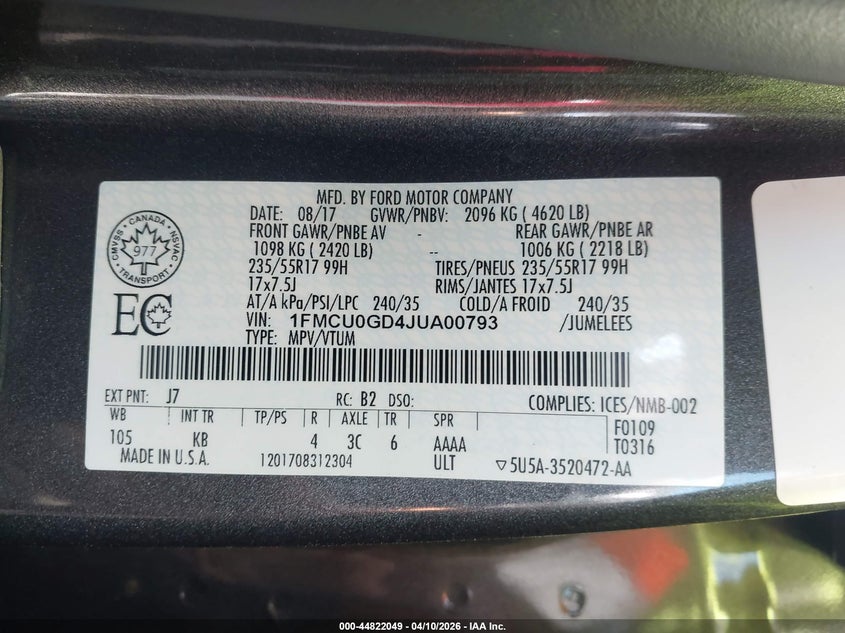 MFD. BY FORD MOTOR COMPANY
DATE: 08/17 GVWR/PNBV: 2096 KG ( 4620 LB)
FRONT GAWR/PNBE AV - REAR GAWR/PNBE AR
1098 KG ( 2420 LB) -- 1006 KG ( 2218 LB)
235/55R17 99H TIRES/PNEUS 235/55R17 99H
17x7.5J RIMS/JANTES 17x7.5J
AT/A kPa/PSI/LPC 240/35 COLD/A FROID 240/35
VIN: 1FMCU0GD4JUA00793 /JUMELEES
TYPE: MPV/VTUM
CANADA
CMVSS NSVAC
977
TRANSPORT
EC
EXT PNT: J7 RC: B2 DSO: COMPLIES: ICES/NMB-002
WB INT TR TP/PS R AXLE TR SPR F0109
105 KB 4 3C 6 AAAA T0316
MADE IN U.S.A. 1201708312304 ULT ▽5U5A-3520472-AA
000-44822049 - 04/10/2026 - IAA Inc.